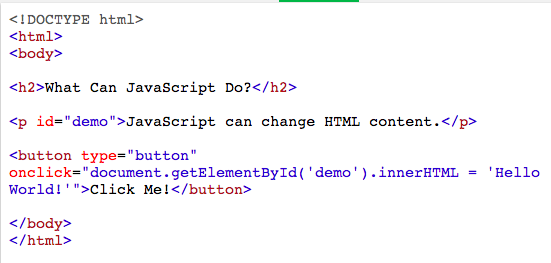 <!DOCTYPE html>
<html>
<body>
<h2>What Can JavaScript Do?</h2>
<p id="demo">JavaScript can change HTML content.</p>
<button type="button"
onclick="document.getElementById('demo').innerHTML = 'Hello
World!'">Click Me!</button>
</body>
</html>